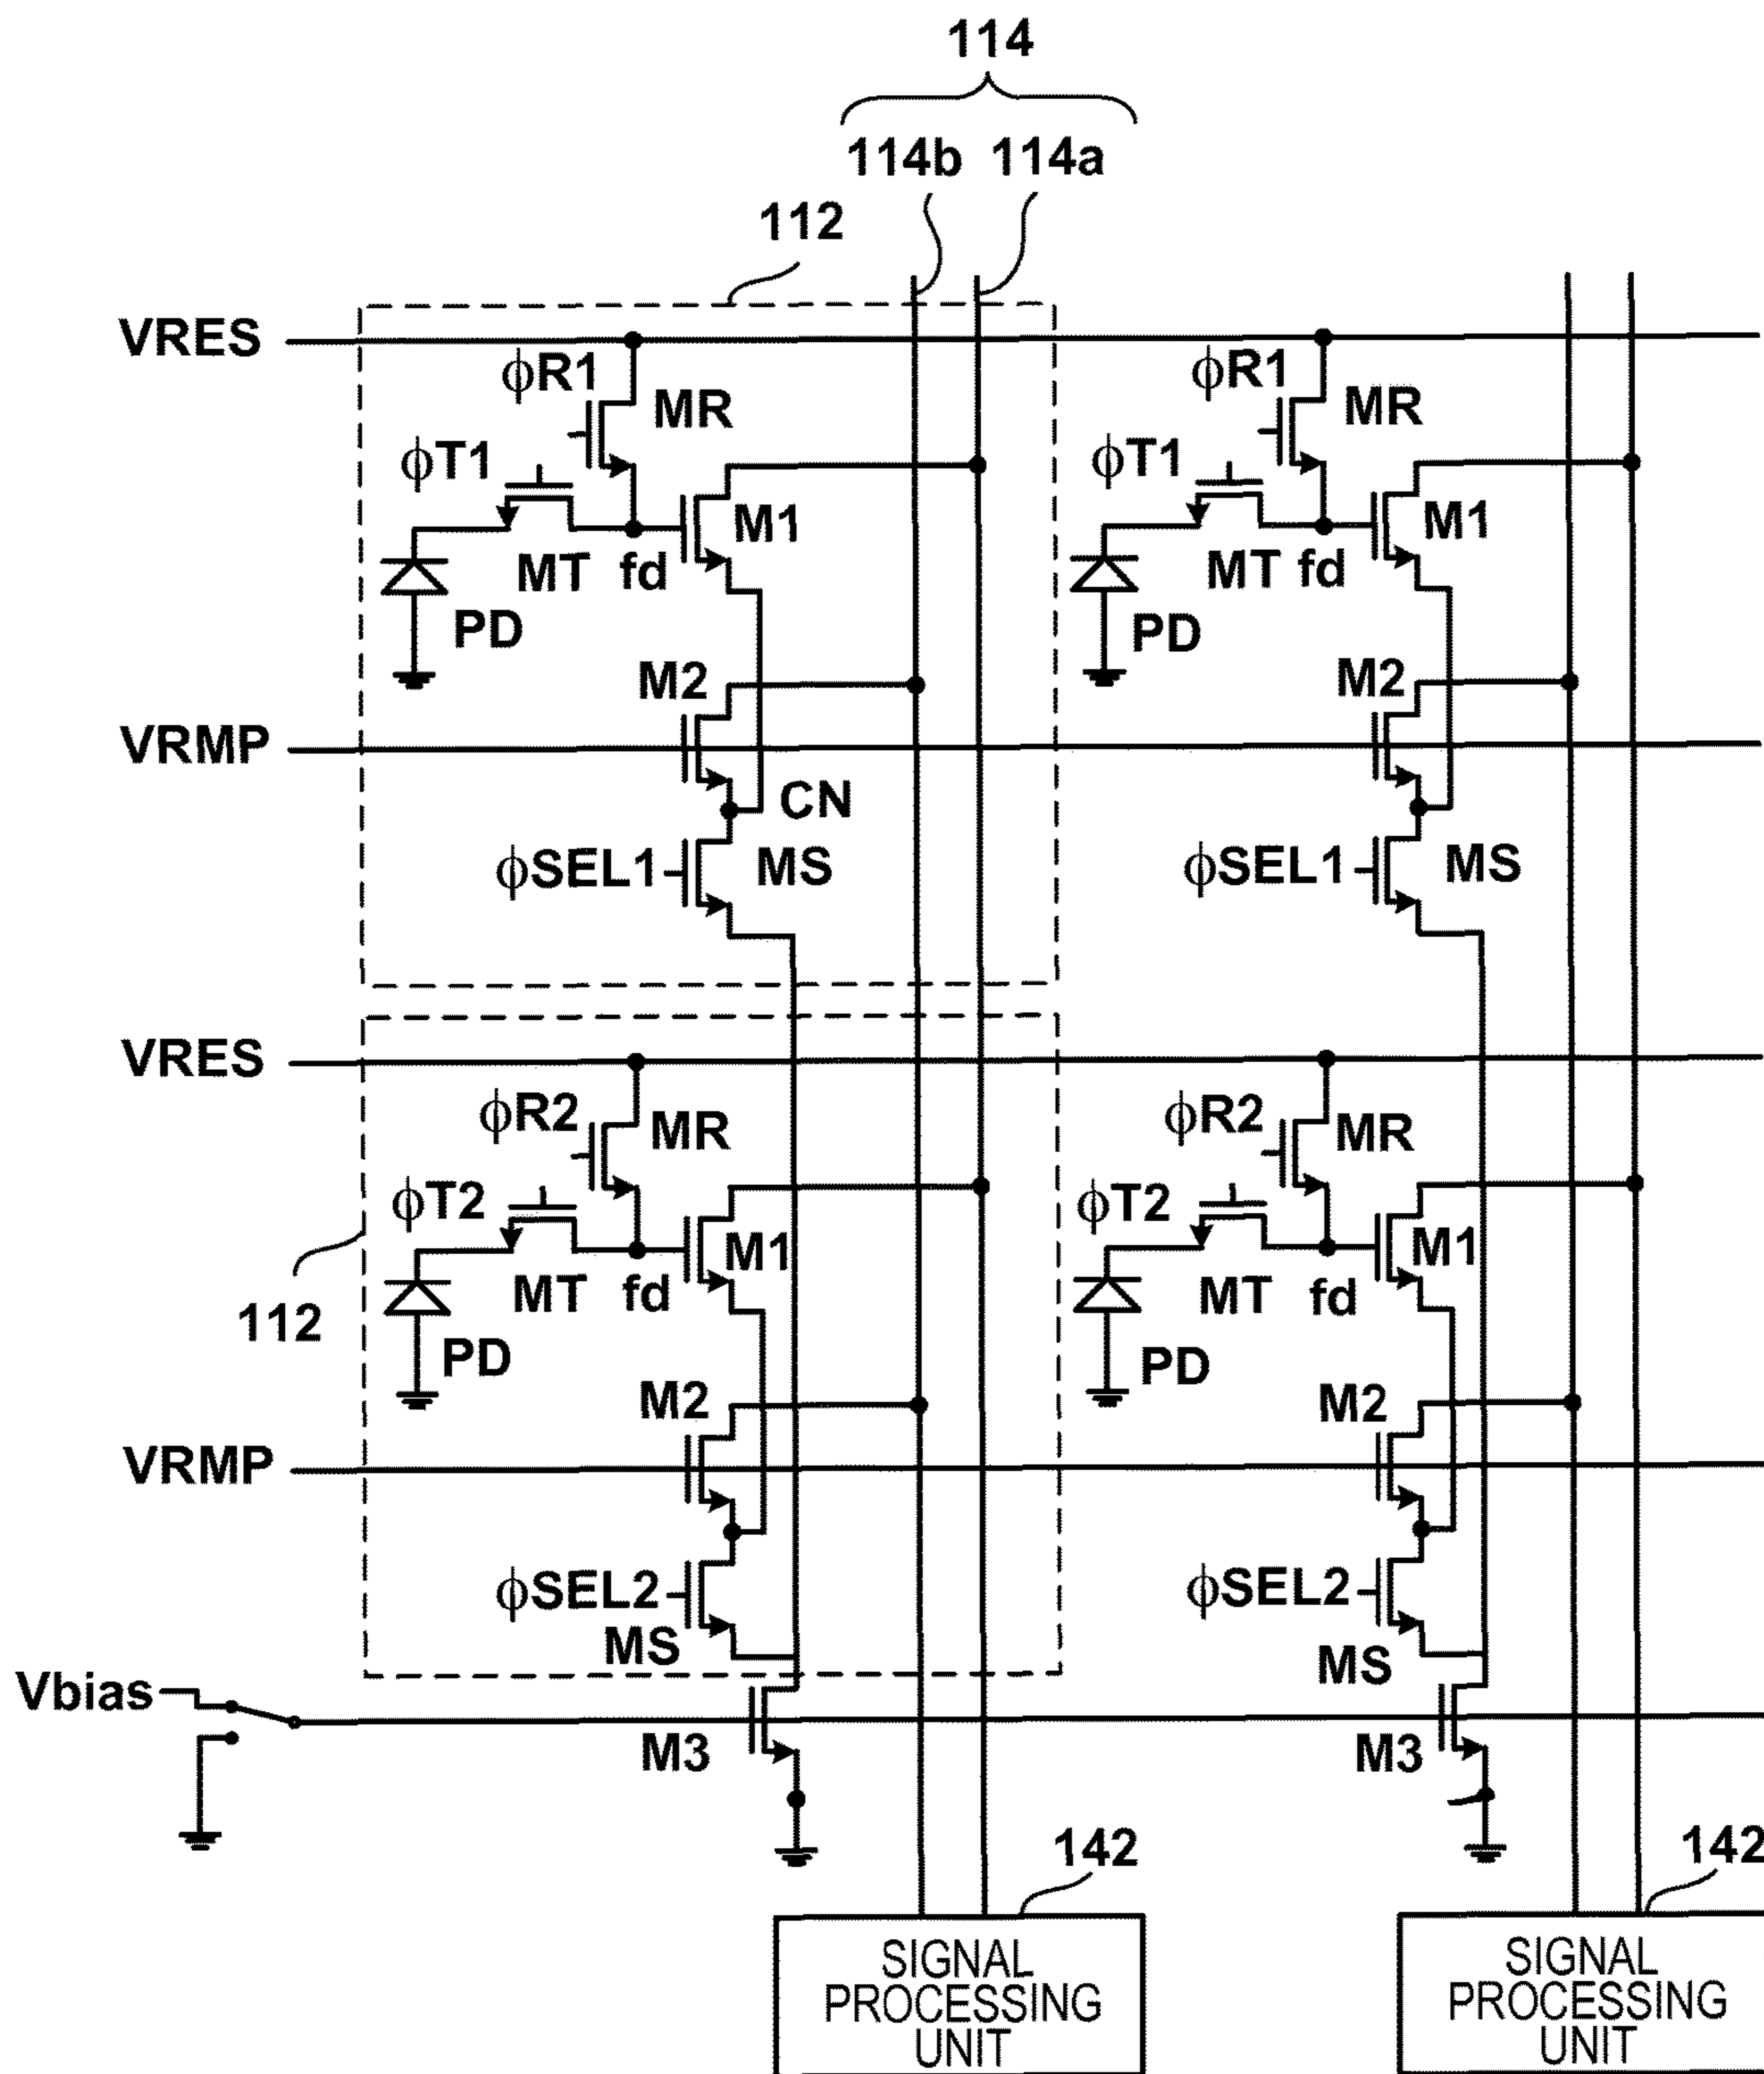 114
114b 114a
112
VRES
φR1 MR φR1 MR
φT1 M1 φT1 M1
MT fd MT fd
PD PD
M2 M2
VRMP
CN
φSEL1 MS φSEL1 MS
VRES
φR2 MR φR2 MR
φT2 M1 φT2 M1
MT fd MT fd
112 PD PD
M2 M2
VRMP
φSEL2 φSEL2
MS MS
Vbias
M3 M3
142 142
SIGNAL SIGNAL
PROCESSING PROCESSING
UNIT UNIT